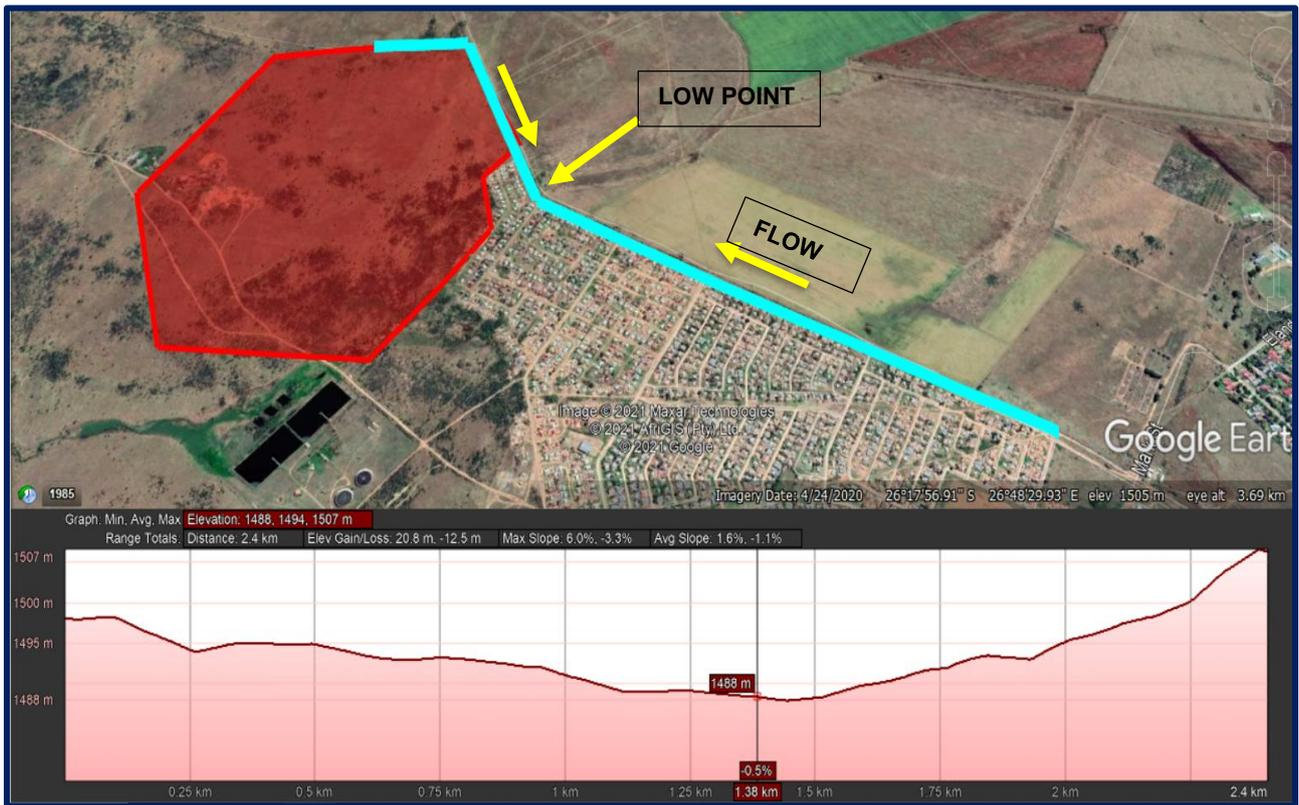 LOW POINT
FLOW
Image © 2021 Maxar Technologies
© 2021 AfriGIS (Pty) Ltd.
© 2021 Google
Google Eart
1985
Imagery Date: 4/24/2020 26°17'56.91" S 26°48'29.93" E elev 1505 m eye alt 3.69 km
Graph: Min, Avg, Max Elevation: 1488, 1494, 1507 m
Range Totals: Distance: 2.4 km Elev Gain/Loss: 20.8 m, -12.5 m Max Slope: 6.0%, -3.3% Avg Slope: 1.6%, -1.1%
1507 m
1500 m
1495 m
1488 m
1488 m
-0.5%
0.25 km 0.5 km 0.75 km 1 km 1.25 km 1.38 km 1.5 km 1.75 km 2 km 2.4 km